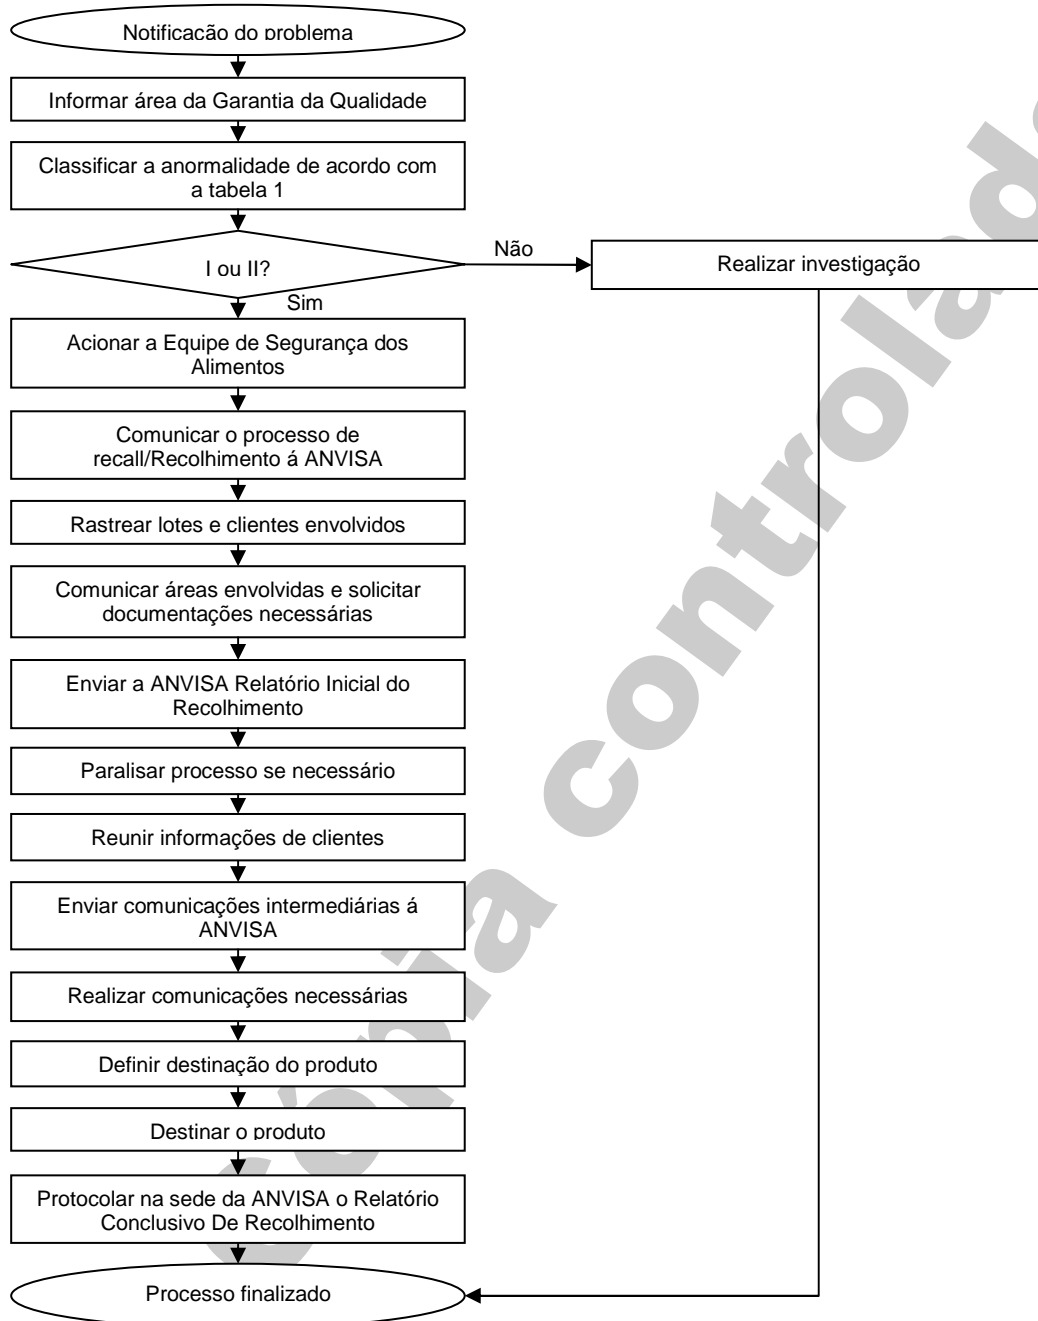 Notificação do problema
Informar área da Garantia da Qualidade
Classificar a anormalidade de acordo com
a tabela 1
I ou II?
Não
Realizar investigação
Sim
Acionar a Equipe de Segurança dos
Alimentos
Comunicar o processo de
recall/Recolhimento á ANVISA
Rastrear lotes e clientes envolvidos
Comunicar áreas envolvidas e solicitar
documentações necessárias
Enviar a ANVISA Relatório Inicial do
Recolhimento
Paralisar processo se necessário
Reunir informações de clientes
Enviar comunicações intermediárias á
ANVISA
Realizar comunicações necessárias
Definir destinação do produto
Destinar o produto
Protocolar na sede da ANVISA o Relatório
Conclusivo De Recolhimento
Processo finalizado
cópia controlad